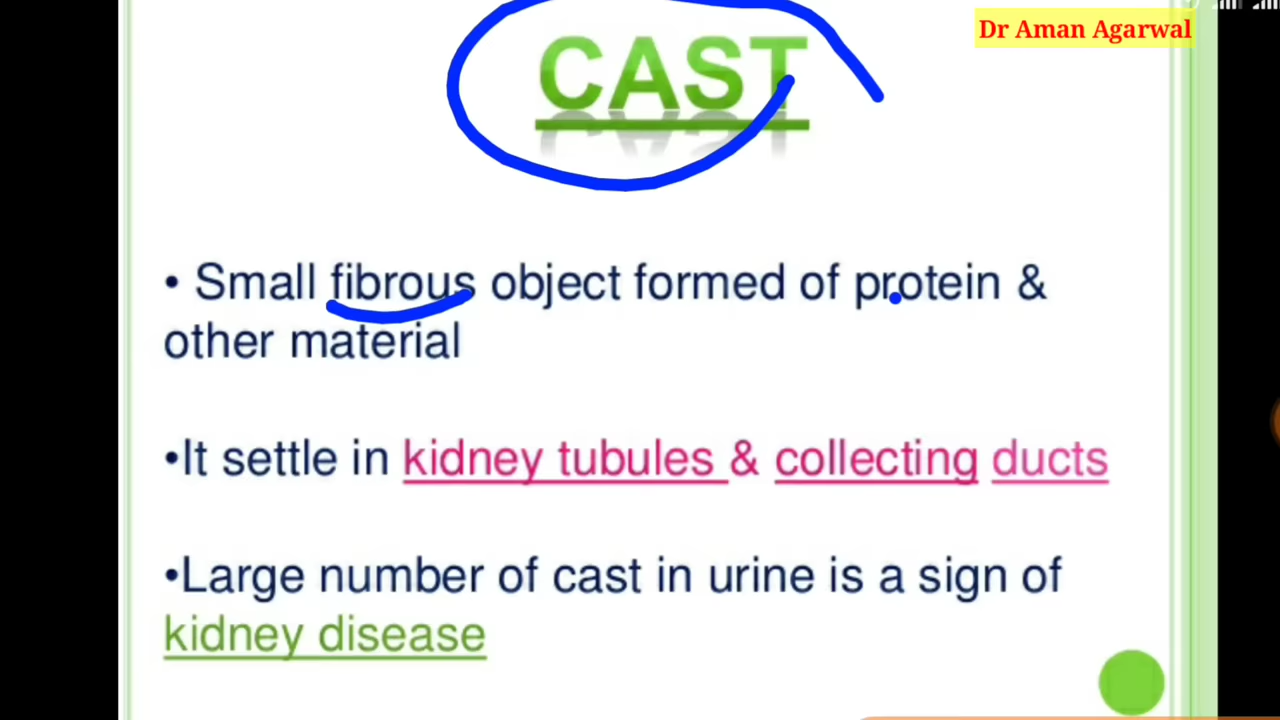 Dr Aman Agarwal
CAST
• Small fibrous object formed of protein &
other material
•It settle in kidney tubules & collecting ducts
•Large number of cast in urine is a sign of
kidney disease